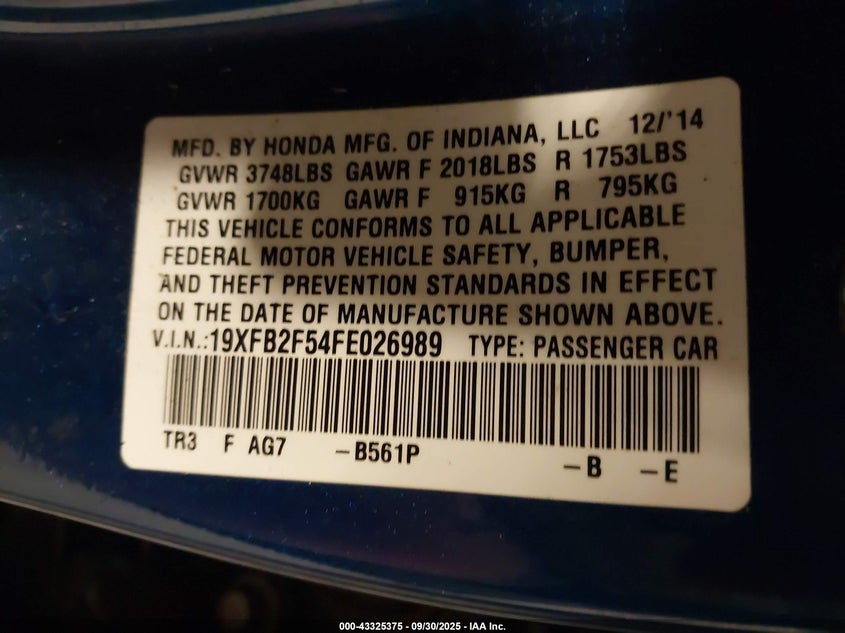 MFD. BY HONDA MFG. OF INDIANA, LLC 12/'14
GVWR 3748LBS GAWR F 2018LBS R 1753LBS
GVWR 1700KG GAWR F 915KG R 795KG
THIS VEHICLE CONFORMS TO ALL APPLICABLE
FEDERAL MOTOR VEHICLE SAFETY, BUMPER,
AND THEFT PREVENTION STANDARDS IN EFFECT
ON THE DATE OF MANUFACTURE SHOWN ABOVE.
V.I.N.:19XFB2F54FE026989 TYPE: PASSENGER CAR
TR3 F AG7 -B561P -B -E
000-43325375 - 09/30/2025 - IAA Inc.